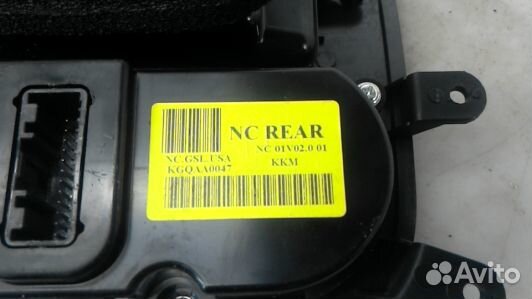 NC REAR
NC 01V02.0 01
NC.GSL.USA
KGQAA0047
KKM
Avito